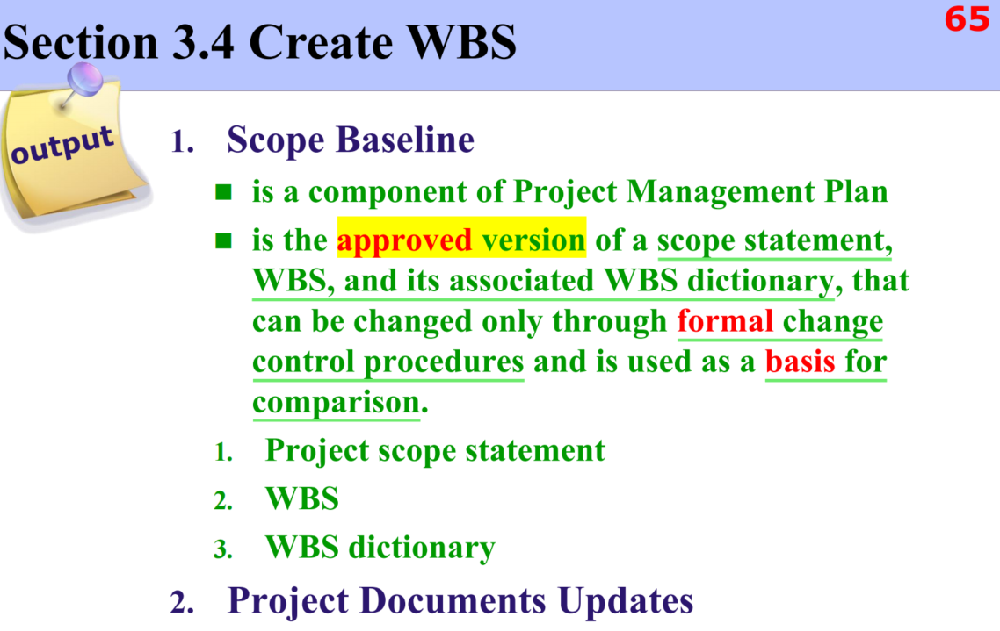 65
Section 3.4 Create WBS
output
1. Scope Baseline
■ is a component of Project Management Plan
■ is the approved version of a scope statement,
WBS, and its associated WBS dictionary, that
can be changed only through formal change
control procedures and is used as a basis for
comparison.
1. Project scope statement
2. WBS
3. WBS dictionary
2. Project Documents Updates